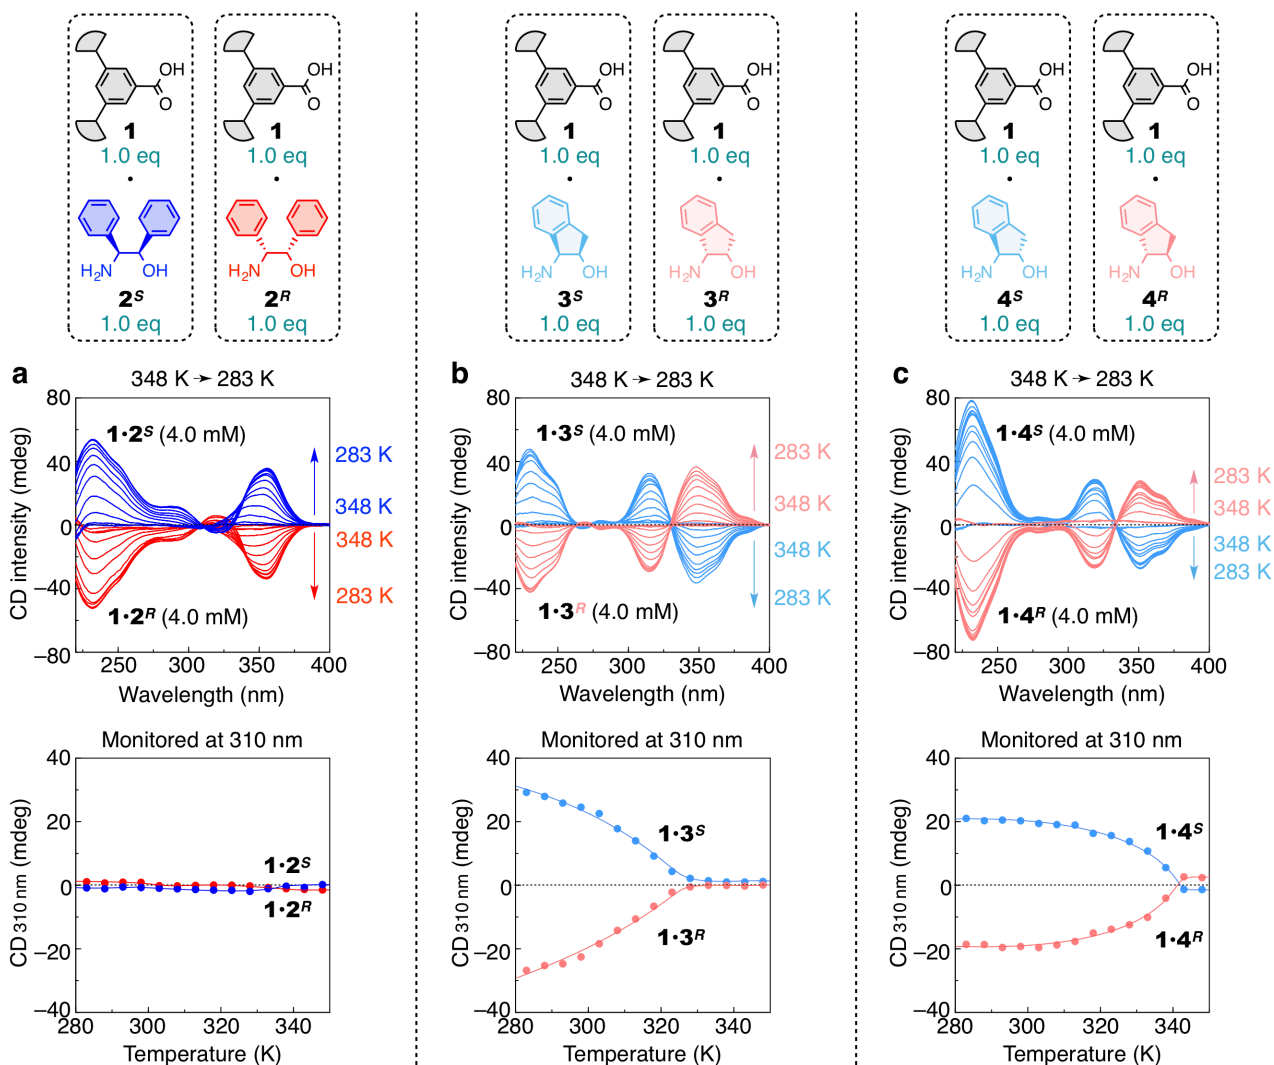 OH
O
1
1.0 eq
•
H₂N
OH
2S
1.0 eq
OH
O
1
1.0 eq
•
H₂N
OH
2R
1.0 eq
OH
O
1
1.0 eq
•
H₂N
OH
3S
1.0 eq
OH
O
1
1.0 eq
•
H₂N
OH
3R
1.0 eq
OH
O
1
1.0 eq
•
H₂N
OH
4S
1.0 eq
OH
O
1
1.0 eq
•
H₂N
OH
4R
1.0 eq
a
348 K → 283 K
CD intensity (mdeg)
80
40
0
−40
−80
1•2S (4.0 mM)
283 K
348 K
348 K
283 K
1•2R (4.0 mM)
250 300 350 400
Wavelength (nm)
Monitored at 310 nm
CD 310 nm (mdeg)
40
20
0
−20
−40
1•2S
1•2R
280 300 320 340
Temperature (K)
b
348 K → 283 K
CD intensity (mdeg)
80
40
0
−40
−80
1•3S (4.0 mM)
283 K
348 K
348 K
283 K
1•3R (4.0 mM)
250 300 350 400
Wavelength (nm)
Monitored at 310 nm
CD 310 nm (mdeg)
40
20
0
−20
−40
1•3S
1•3R
280 300 320 340
Temperature (K)
c
348 K → 283 K
CD intensity (mdeg)
80
40
0
−40
−80
1•4S (4.0 mM)
283 K
348 K
348 K
283 K
1•4R (4.0 mM)
250 300 350 400
Wavelength (nm)
Monitored at 310 nm
CD 310 nm (mdeg)
40
20
0
−20
−40
1•4S
1•4R
280 300 320 340
Temperature (K)